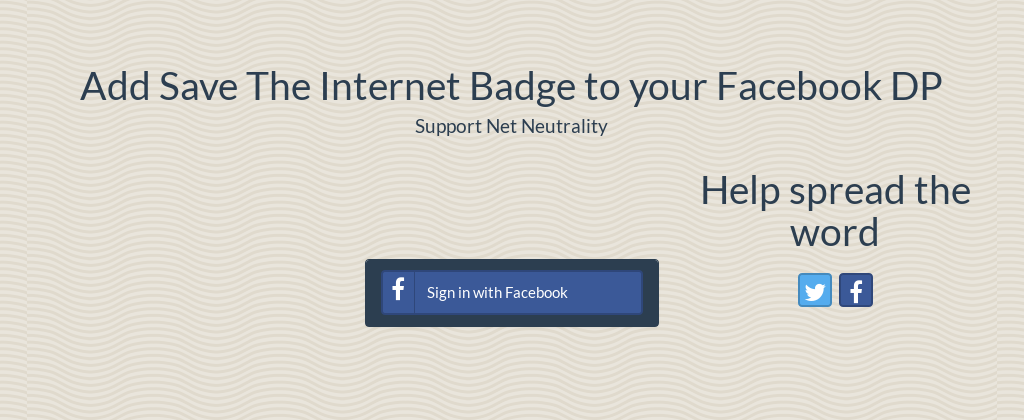 Add Save The Internet Badge to your Facebook DP
Support Net Neutrality
Help spread the
word
Sign in with Facebook